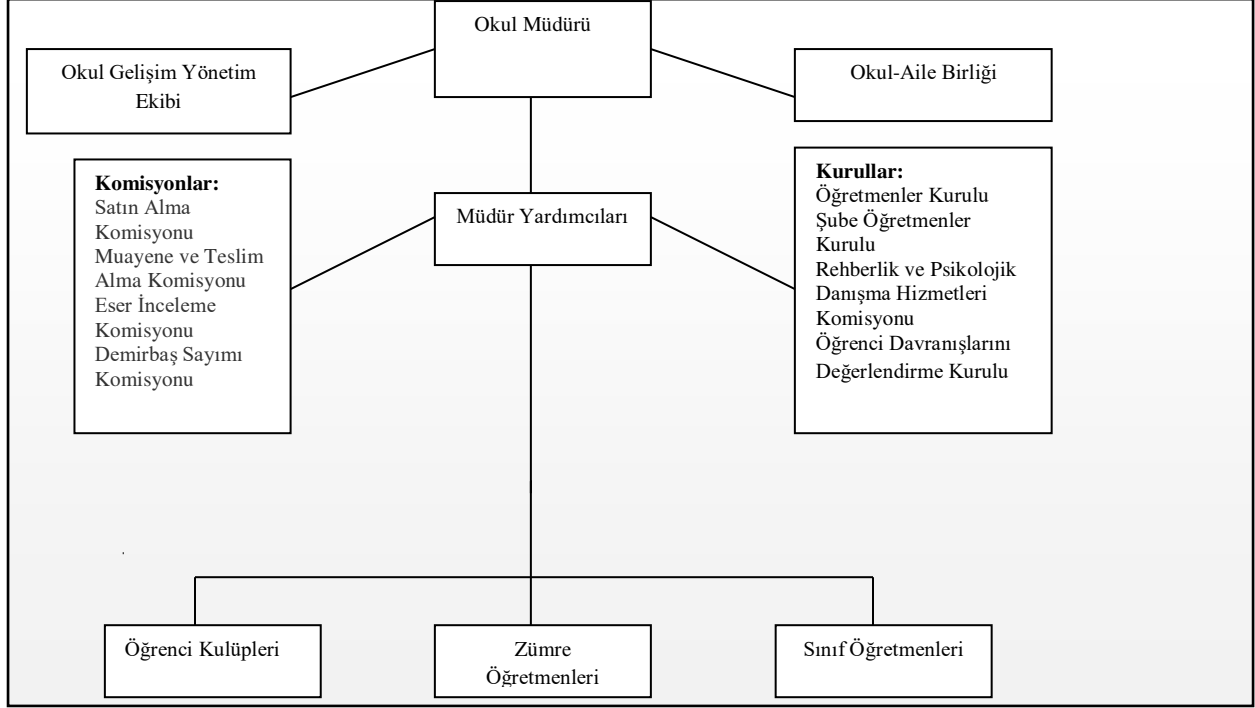 Okul Müdürü
Okul Gelişim Yönetim
Ekibi
Okul-Aile Birliği
Komisyonlar:
Satın Alma
Komisyonu
Muayene ve Teslim
Alma Komisyonu
Eser İnceleme
Komisyonu
Demirbaş Sayımı
Komisyonu
Müdür Yardımcıları
Kurullar:
Öğretmenler Kurulu
Şube Öğretmenler
Kurulu
Rehberlik ve Psikolojik
Danışma Hizmetleri
Komisyonu
Öğrenci Davranışlarını
Değerlendirme Kurulu
Öğrenci Kulüpleri
Zümre
Öğretmenleri
Sınıf Öğretmenleri